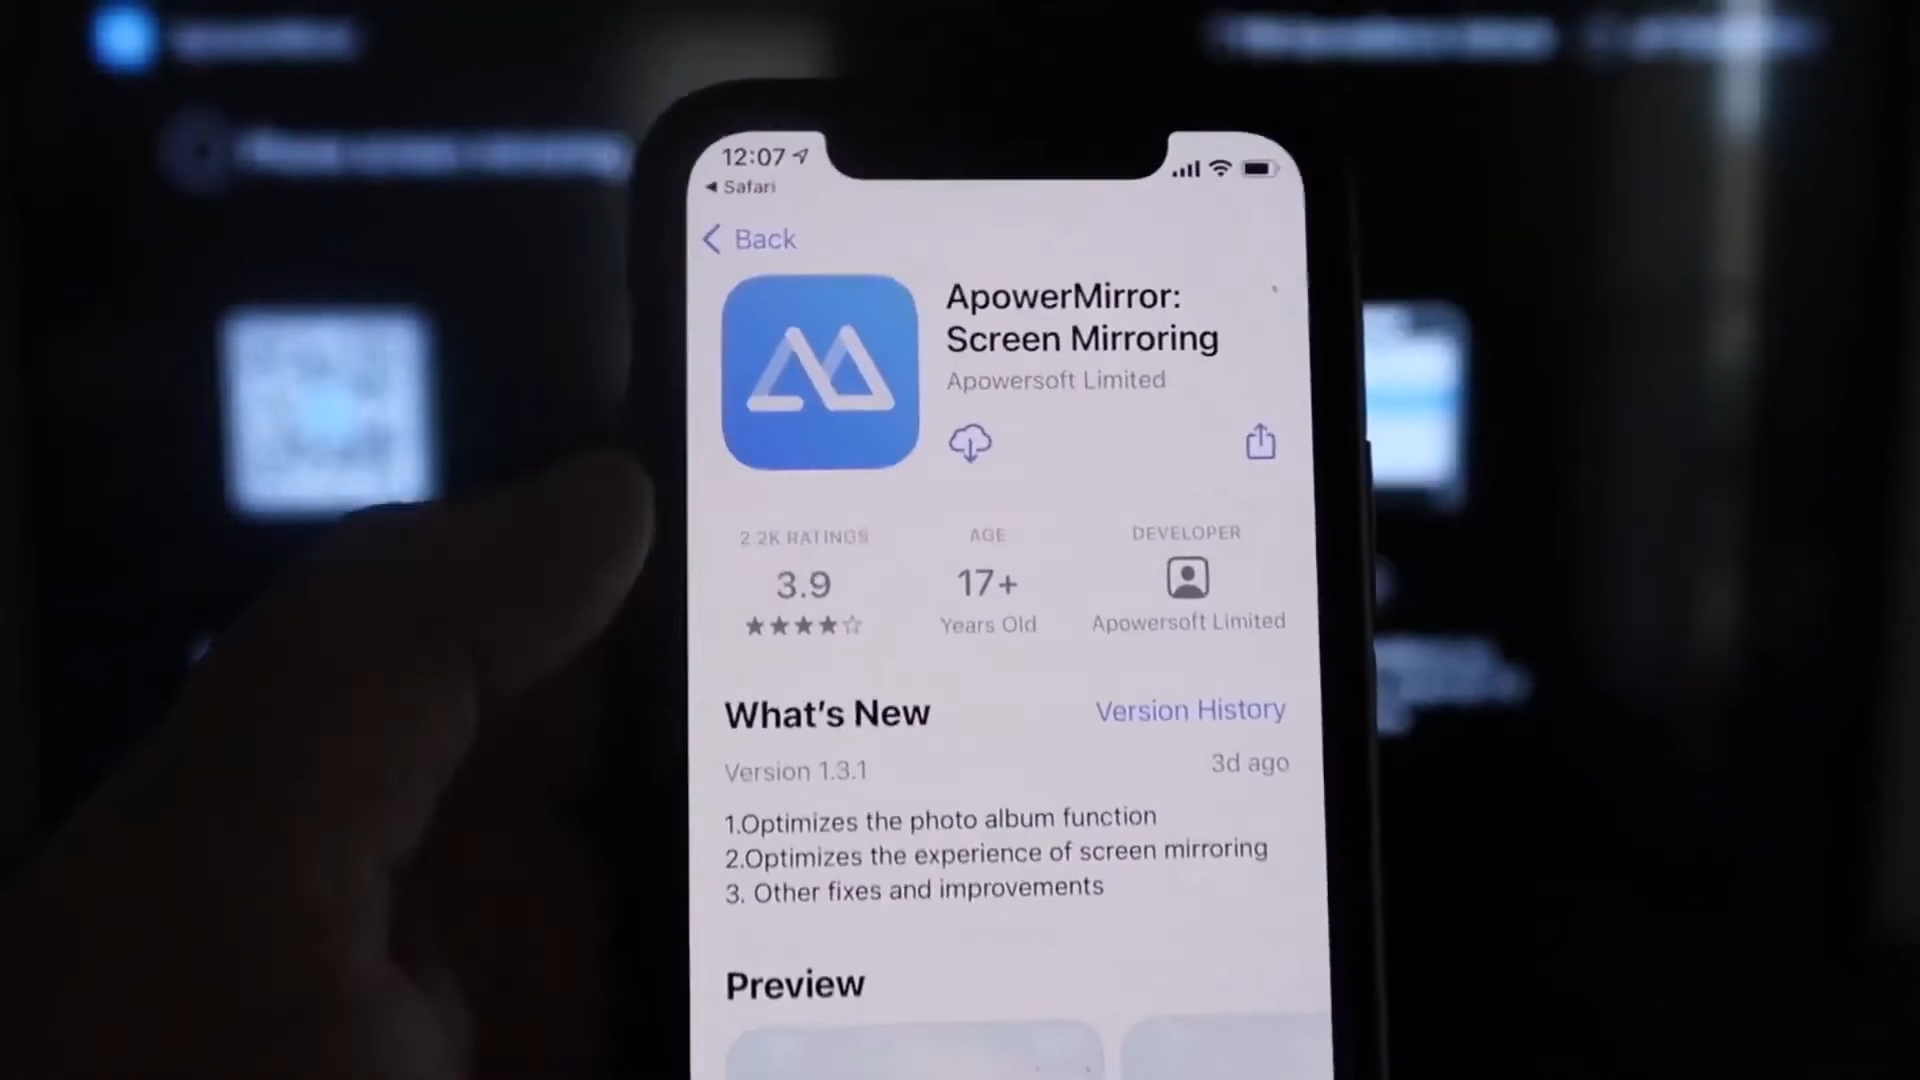 12:07
Safari
Back
ApowerMirror:
Screen Mirroring
Apowersoft Limited
2.2K RATINGS
AGE
DEVELOPER
3.9
17+
Years Old
Apowersoft Limited
What's New
Version History
Version 1.3.1
3d ago
1.Optimizes the photo album function
2.Optimizes the experience of screen mirroring
3. Other fixes and improvements
Preview